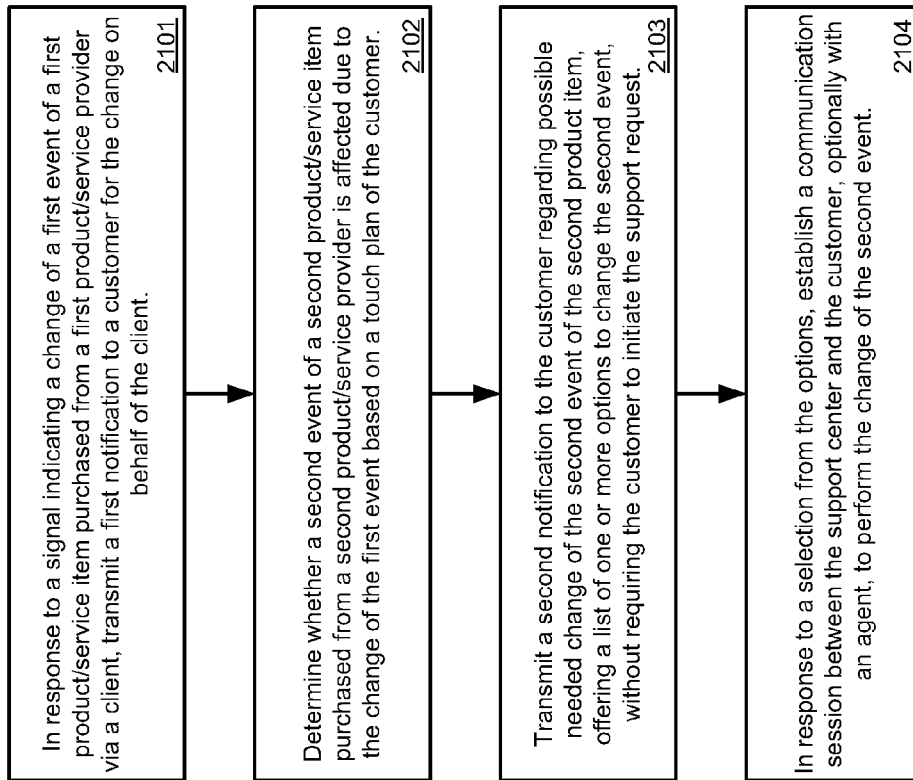 In response to a signal indicating a change of a first event of a first
product/service item purchased from a first product/service provider
via a client, transmit a first notification to a customer for the change on
behalf of the client.
2101
Determine whether a second event of a second product/service item
purchased from a second product/service provider is affected due to
the change of the first event based on a touch plan of the customer.
2102
Transmit a second notification to the customer regarding possible
needed change of the second event of the second product item,
offering a list of one or more options to change the second event,
without requiring the customer to initiate the support request.
2103
In response to a selection from the options, establish a communication
session between the support center and the customer, optionally with
an agent, to perform the change of the second event.
2104